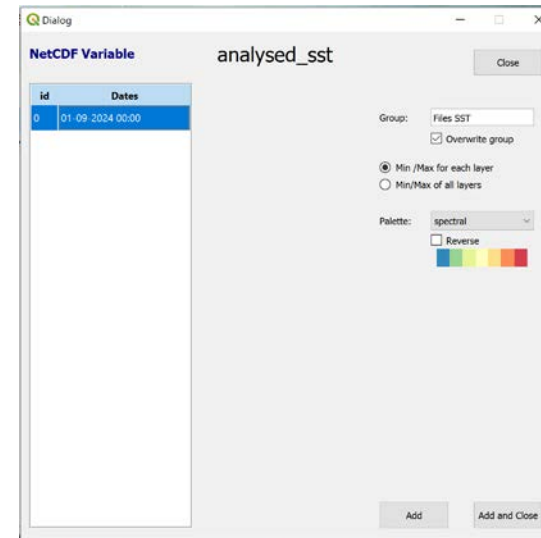 Dialog
NetCDF Variable
analysed_sst
Close
id Dates
0 01-09-2024 00:00
Group: Files SST
Overwrite group
Min /Max for each layer
Min/Max of all layers
Palette: spectral
Reverse
Add
Add and Close